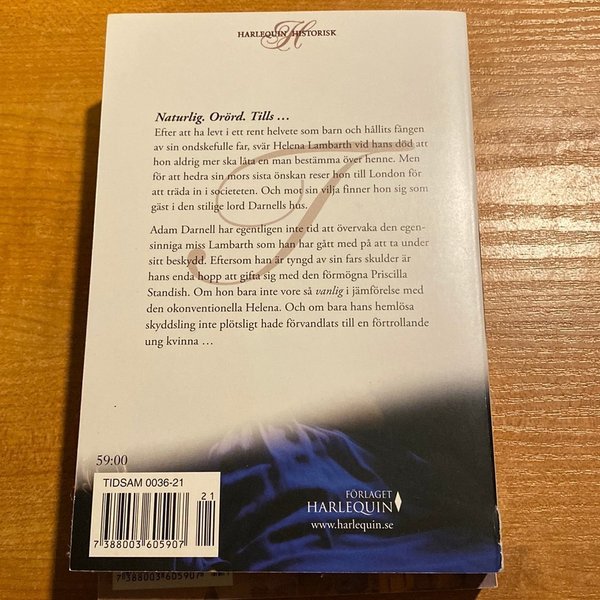 HARLEQUIN HISTORISK
Naturlig. Orörd. Tills …
Efter att ha levt i ett rent helvete som barn och hållits fången
av sin ondskefulle far, svär Helena Lambarth vid hans död att
hon aldrig mer ska låta en man bestämma över henne. Men
för att hedra sin mors sista önskan reser hon till London för
att träda in i societeten. Och mot sin vilja finner hon sig som
gäst i den stilige lord Darnells hus.
Adam Darnell har egentligen inte tid att övervaka den egen-
sinniga miss Lambarth som han har gått med på att ta under
sitt beskydd. Eftersom han är tyngd av sin fars skulder är
hans enda hopp att gifta sig med den förmögna Priscilla
Standish. Om hon bara inte vore så vanlig i jämförelse med
den okonventionella Helena. Och om bara hans hemlösa
skyddsling inte plötsligt hade förvandlats till en förtrollande
ung kvinna …
59:00
TIDSAM 0036-21
21
7 388003 605907
FÖRLAGET
HARLEQUIN
www.harlequin.se
7 388003 605907